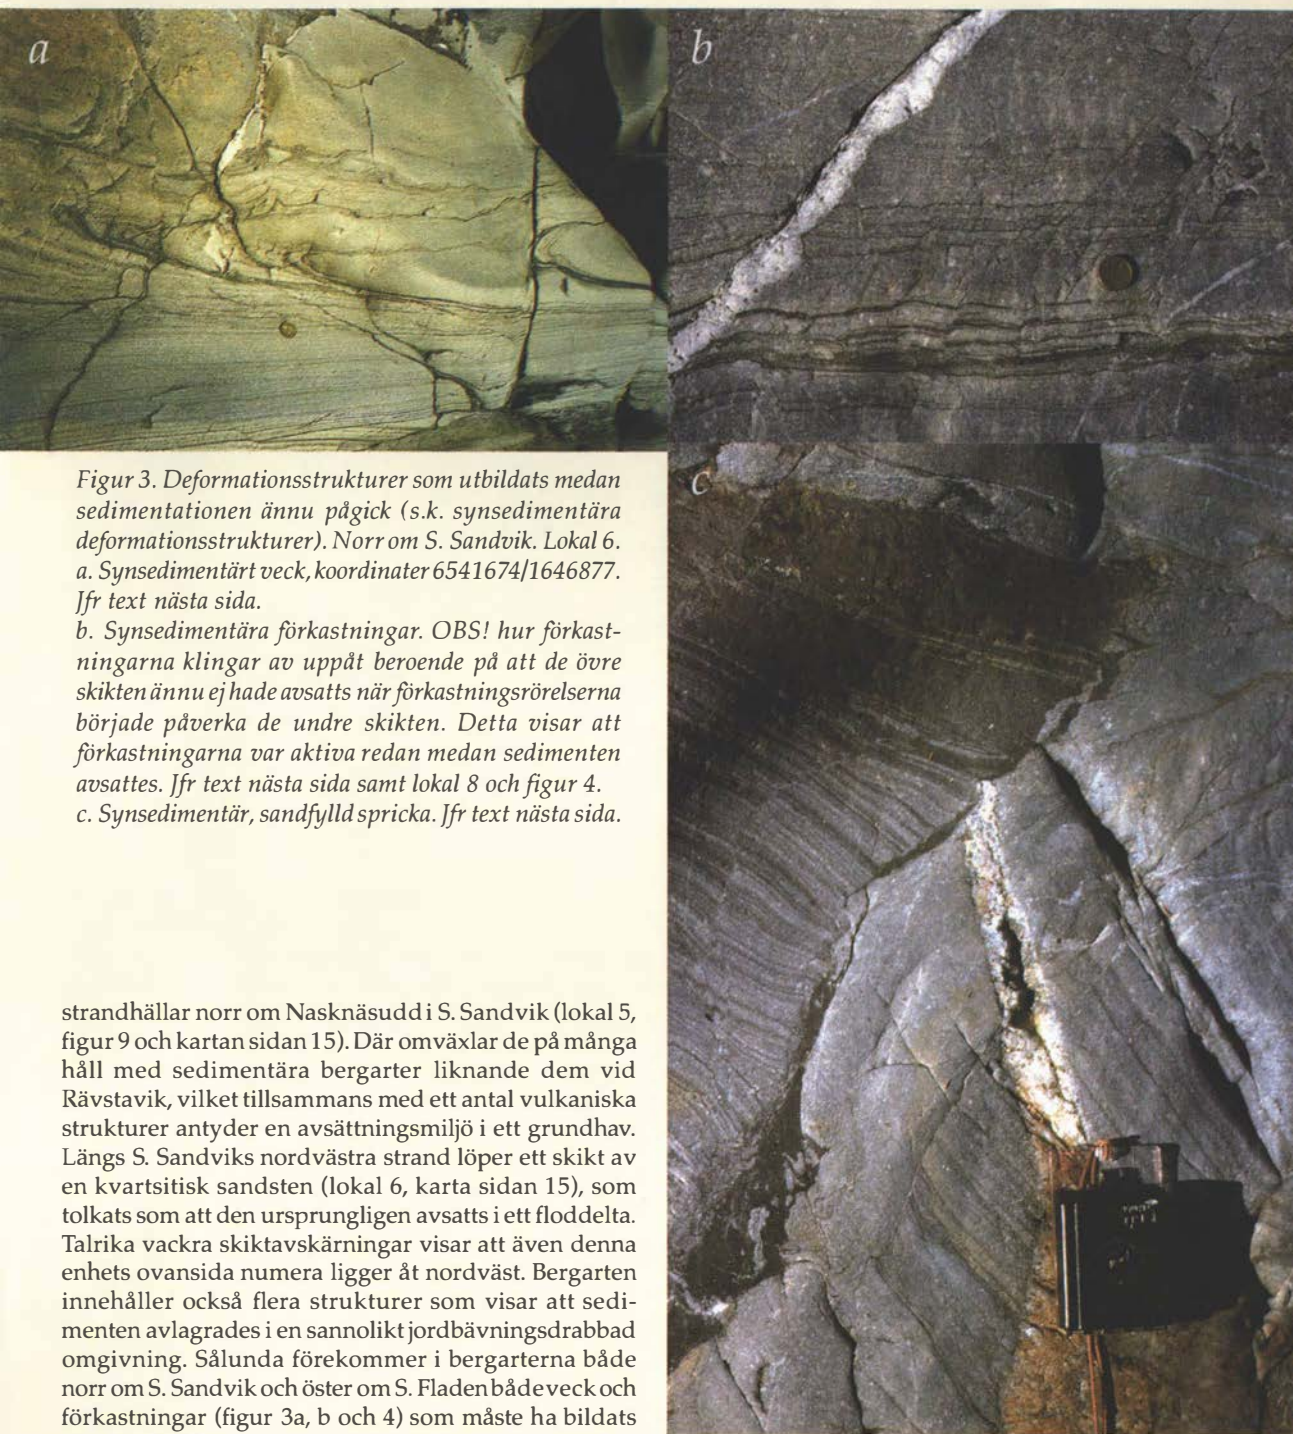 a
b
Figur 3. Deformationsstrukturer som utbildats medan
sedimentationen ännu pågick (s.k. synsedimentära
deformationsstrukturer). Norr om S. Sandvik. Lokal 6.
a. Synsedimentärt veck, koordinater 6541674/1646877.
Jfr text nästa sida.
b. Synsedimentära förkastningar. OBS! hur förkast-
ningarna klingar av uppåt beroende på att de övre
skikten ännu ej hade avsatts när förkastningsrörelserna
började påverka de undre skikten. Detta visar att
förkastningarna var aktiva redan medan sedimenten
avsattes. Jfr text nästa sida samt lokal 8 och figur 4.
c. Synsedimentär, sandfylld spricka. Jfr text nästa sida.
c
strandhällar norr om Nasknäsudd i S. Sandvik (lokal 5,
figur 9 och kartan sidan 15). Där omväxlar de på många
håll med sedimentära bergarter liknande dem vid
Rävstavik, vilket tillsammans med ett antal vulkaniska
strukturer antyder en avsättningsmiljö i ett grundhav.
Längs S. Sandviks nordvästra strand löper ett skikt av
en kvartsitisk sandsten (lokal 6, karta sidan 15), som
tolkats som att den ursprungligen avsatts i ett floddelta.
Talrika vackra skiktavskärningar visar att även denna
enhets ovansida numera ligger åt nordväst. Bergarten
innehåller också flera strukturer som visar att sedi-
menten avlagrades i en sannolikt jordbävningsdrabbad
omgivning. Sålunda förekommer i bergarterna både
norr om S. Sandvik och öster om S. Fladen både veck och
förkastningar (figur 3a, b och 4) som måste ha bildats